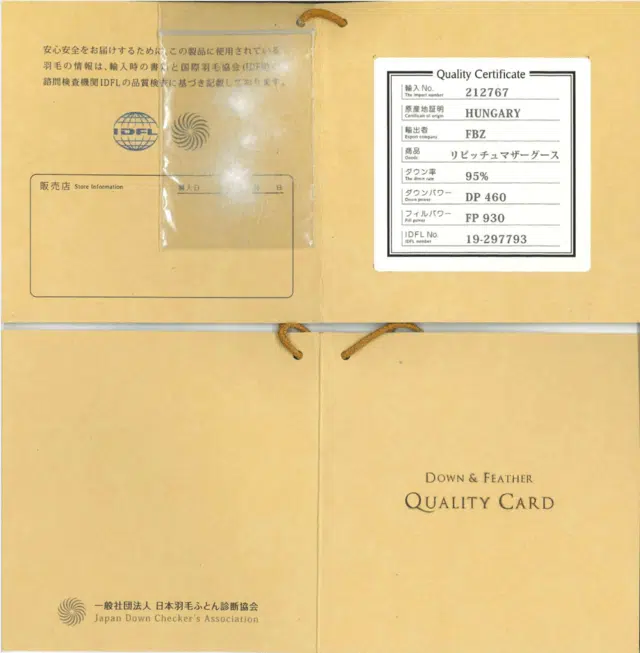 安心安全をお届けするために、この製品に使用されている
羽毛の情報は、輸入時の書類と国際羽毛協会(IDFB)の
諮問検査機関IDFLの品質検査に基づき記載しております。
IDFL
販売店 Store Information
Quality Certificate
輸入No. 212767
The import number
原産地証明 HUNGARY
Certificate of origin
輸出者 FBZ
Export company
商品 リビッチュマザーグース
Goods
ダウン率 95%
The down rate
ダウンパワー DP 460
Down power
フィルパワー FP 930
Fill power
IDFL No. 19-297793
IDFL number
DOWN & FEATHER
QUALITY CARD
一般社団法人 日本羽毛ふとん診断協会
Japan Down Checker's Association